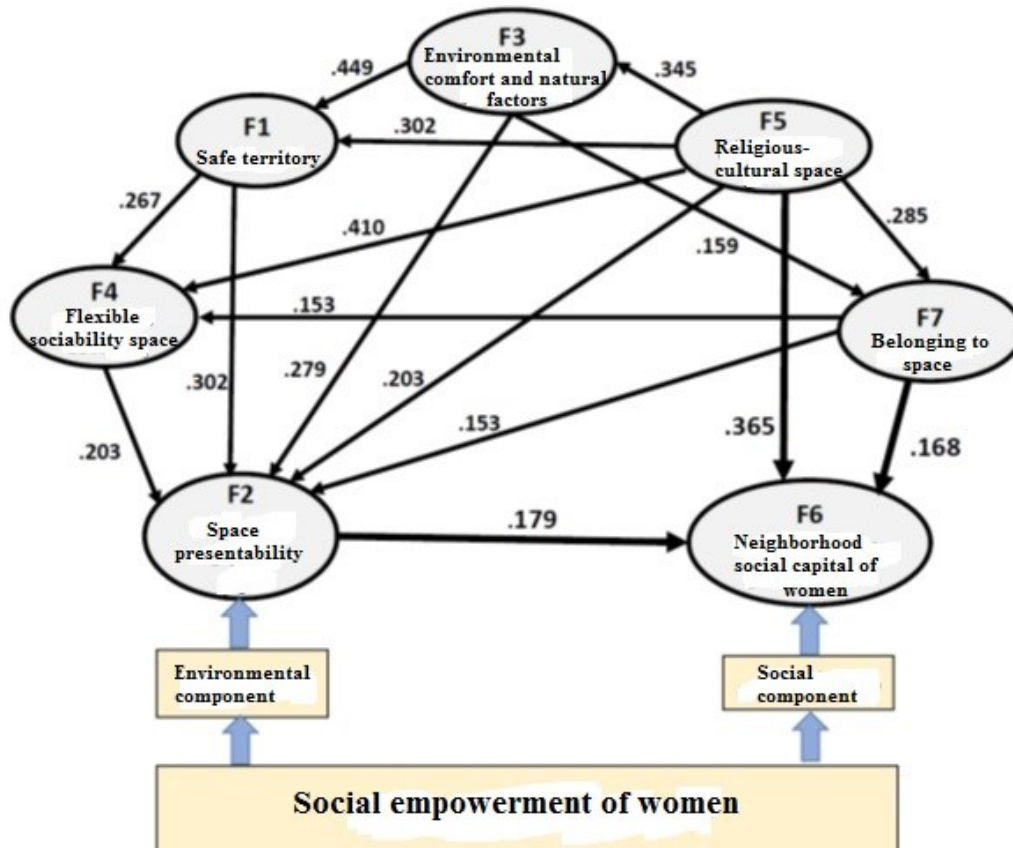 F3
Environmental
comfort and natural
factors
.449
.345
F1
Safe territory
.302
F5
Religious-
cultural space
.267
.410
.159
.285
F4
Flexible
sociability space
.153
F7
Belonging to
space
.302
.279
.203
.153
.365
.168
.203
F2
Space
presentability
.179
F6
Neighborhood
social capital of
women
Environmental
component
Social
component
Social empowerment of women